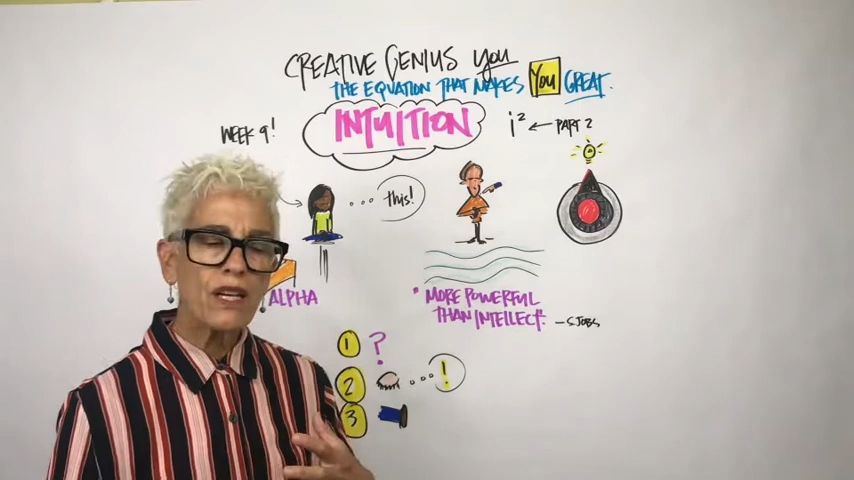 CREATIVE GENIUS you
THE EQUATION THAT MAKES YOU GREAT.
WEEK 9!
INTUITION
i² ← PART 2
this!
ALPHA
"MORE POWERFUL
THAN INTELLECT."
- S. JOBS
1 ?
2 !
3